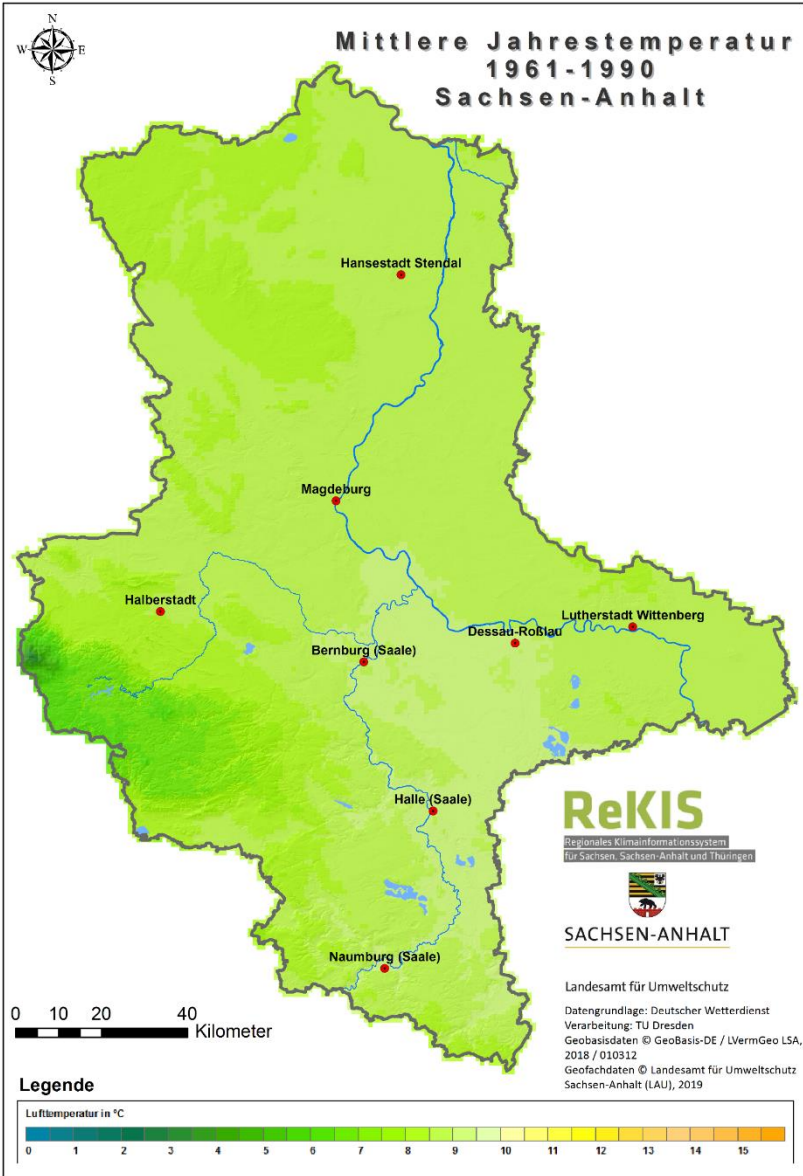 N
W E
S
Mittlere Jahrestemperatur
1961-1990
Sachsen-Anhalt
Hansestadt Stendal
Magdeburg
Halberstadt
Lutherstadt Wittenberg
Dessau-Roßlau
Bernburg (Saale)
Halle (Saale)
Naumburg (Saale)
ReKIS
Regionales Klimainformationssystem
für Sachsen, Sachsen-Anhalt und Thüringen
SACHSEN-ANHALT
Landesamt für Umweltschutz
Datengrundlage: Deutscher Wetterdienst
Verarbeitung: TU Dresden
Geobasisdaten © GeoBasis-DE / LVermGeo LSA,
2018 / 010312
Geofachdaten © Landesamt für Umweltschutz
Sachsen-Anhalt (LAU), 2019
0 10 20 40
Kilometer
Legende
Lufttemperatur in °C
0 1 2 3 4 5 6 7 8 9 10 11 12 13 14 15